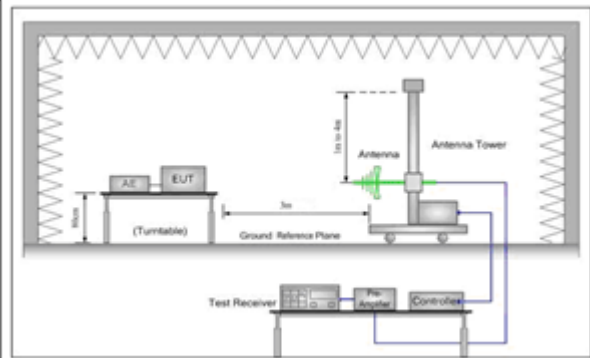 1m to 4m
Antenna Tower
Antenna
AE
EUT
80cm
3m
(Turntable)
Ground Reference Plane
Test Receiver
Pre-
Amplifier
Controller